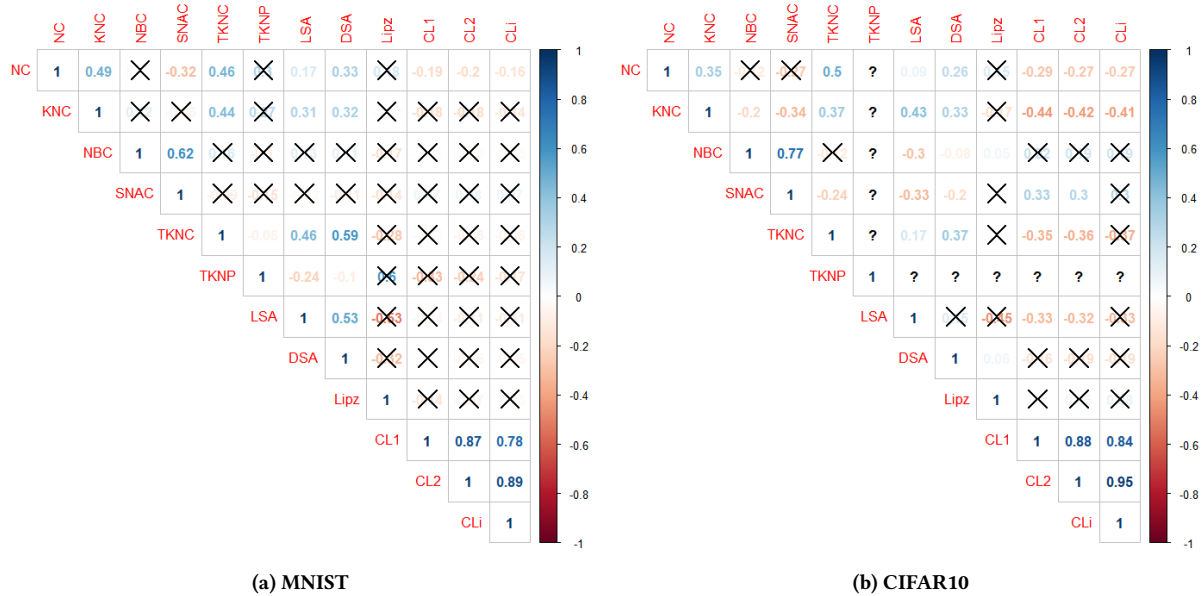 NC KNC NBC SNAC TKNC TKNP LSA DSA Lipz CL1 CL2 CLi
NC 1 0.49 -0.32 0.46 0.17 0.33 -0.19 -0.2 -0.16
KNC 1 0.44 0.31 0.32
NBC 1 0.62
SNAC 1
TKNC 1 -0.06 0.46 0.59
TKNP 1 -0.24 -0.1
LSA 1 0.53
DSA 1
Lipz 1
CL1 1 0.87 0.78
CL2 1 0.89
CLi 1
1
0.8
0.6
0.4
0.2
0
-0.2
-0.4
-0.6
-0.8
-1
(a) MNIST
NC KNC NBC SNAC TKNC TKNP LSA DSA Lipz CL1 CL2 CLi
NC 1 0.35 0.5 ? 0.09 0.26 -0.29 -0.27 -0.27
KNC 1 -0.2 -0.34 0.37 ? 0.43 0.33 -0.44 -0.42 -0.41
NBC 1 0.77 ? -0.3 -0.06 0.05
SNAC 1 -0.24 ? -0.33 -0.2 0.33 0.3
TKNC 1 ? 0.17 0.37 -0.35 -0.36
TKNP 1 ? ? ? ? ? ?
LSA 1 -0.33 -0.32
DSA 1 0.06
Lipz 1
CL1 1 0.88 0.84
CL2 1 0.95
CLi 1
1
0.8
0.6
0.4
0.2
0
-0.2
-0.4
-0.6
-0.8
-1
(b) CIFAR10